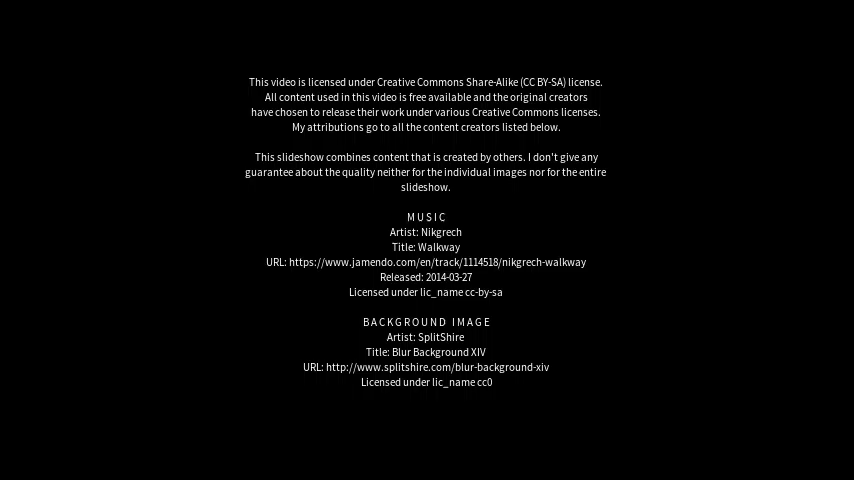 This video is licensed under Creative Commons Share-Alike (CC BY-SA) license.
All content used in this video is free available and the original creators
have chosen to release their work under various Creative Commons licenses.
My attributions go to all the content creators listed below.
This slideshow combines content that is created by others. I don't give any
guarantee about the quality neither for the individual images nor for the entire
slideshow.
MUSIC
Artist: Nikgrech
Title: Walkway
URL: https://www.jamendo.com/en/track/1114518/nikgrech-walkway
Released: 2014-03-27
Licensed under lic_name cc-by-sa
BACKGROUND IMAGE
Artist: SplitShire
Title: Blur Background XIV
URL: http://www.splitshire.com/blur-background-xiv
Licensed under lic_name cc0